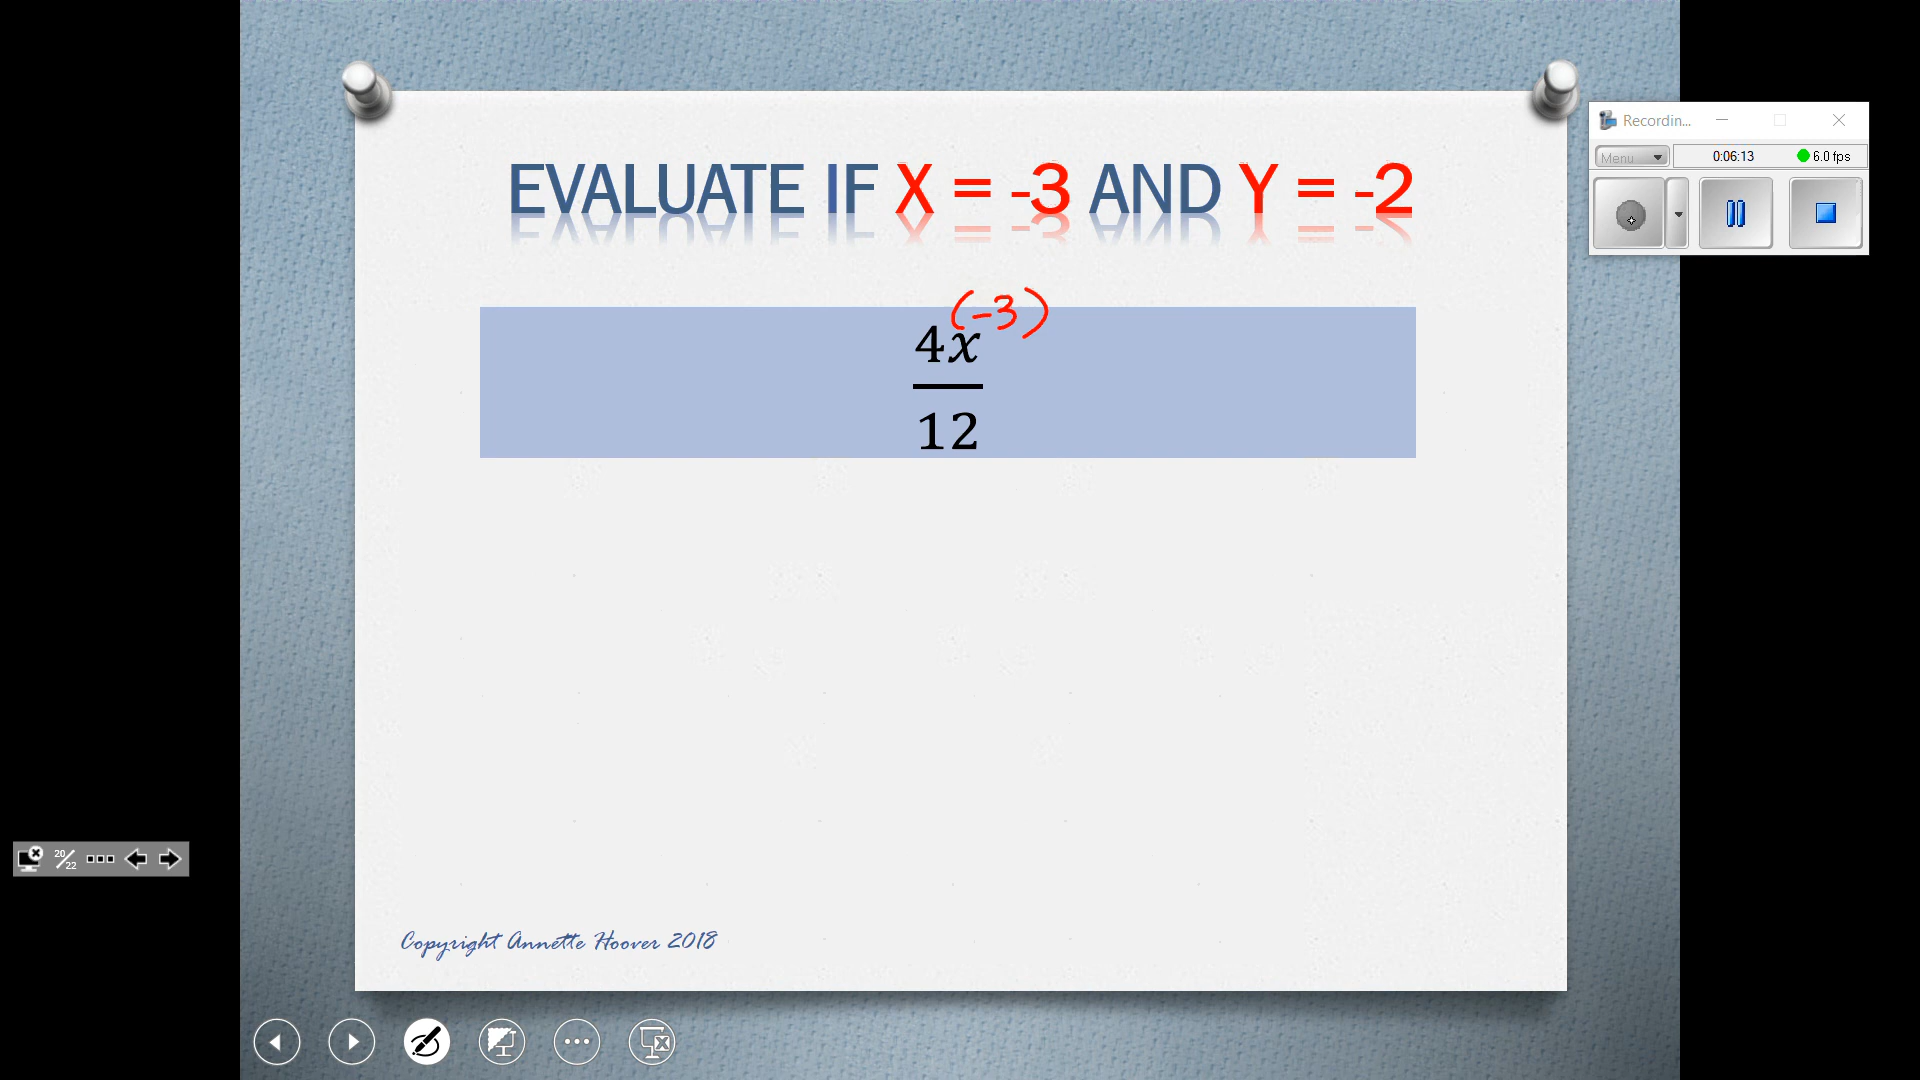 EVALUATE IF X = -3 AND Y = -2
Recordin...
Menu
0:06:13
6.0 fps
(-3)
4x
12
20/22
Copyright Annette Hoover 2018